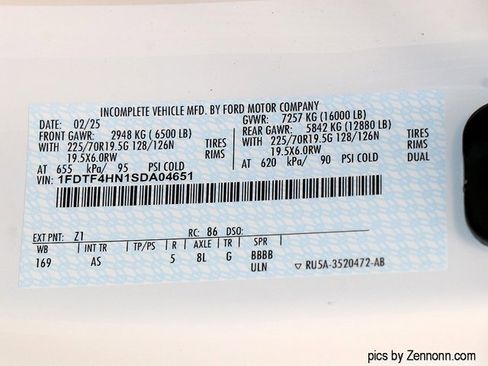 INCOMPLETE VEHICLE MFD. BY FORD MOTOR COMPANY
DATE: 02/25 GVWR: 7257 KG (16000 LB)
FRONT GAWR: 2948 KG ( 6500 LB) REAR GAWR: 5842 KG (12880 LB)
WITH 225/70R19.5G 128/126N TIRES WITH 225/70R19.5G 128/126N TIRES
19.5X6.0RW RIMS 19.5X6.0RW RIMS
AT 655 kPa/ 95 PSI COLD AT 620 kPa/ 90 PSI COLD DUAL
VIN: 1FDTF4HN1SDA04651
EXT PNT: Z1 RC: 86 DSO:
WB INT TR TP/PS R AXLE TR SPR
169 AS 5 8L G BBBB
ULN ▽ RU5A-3520472-AB
pics by Zennonn.com